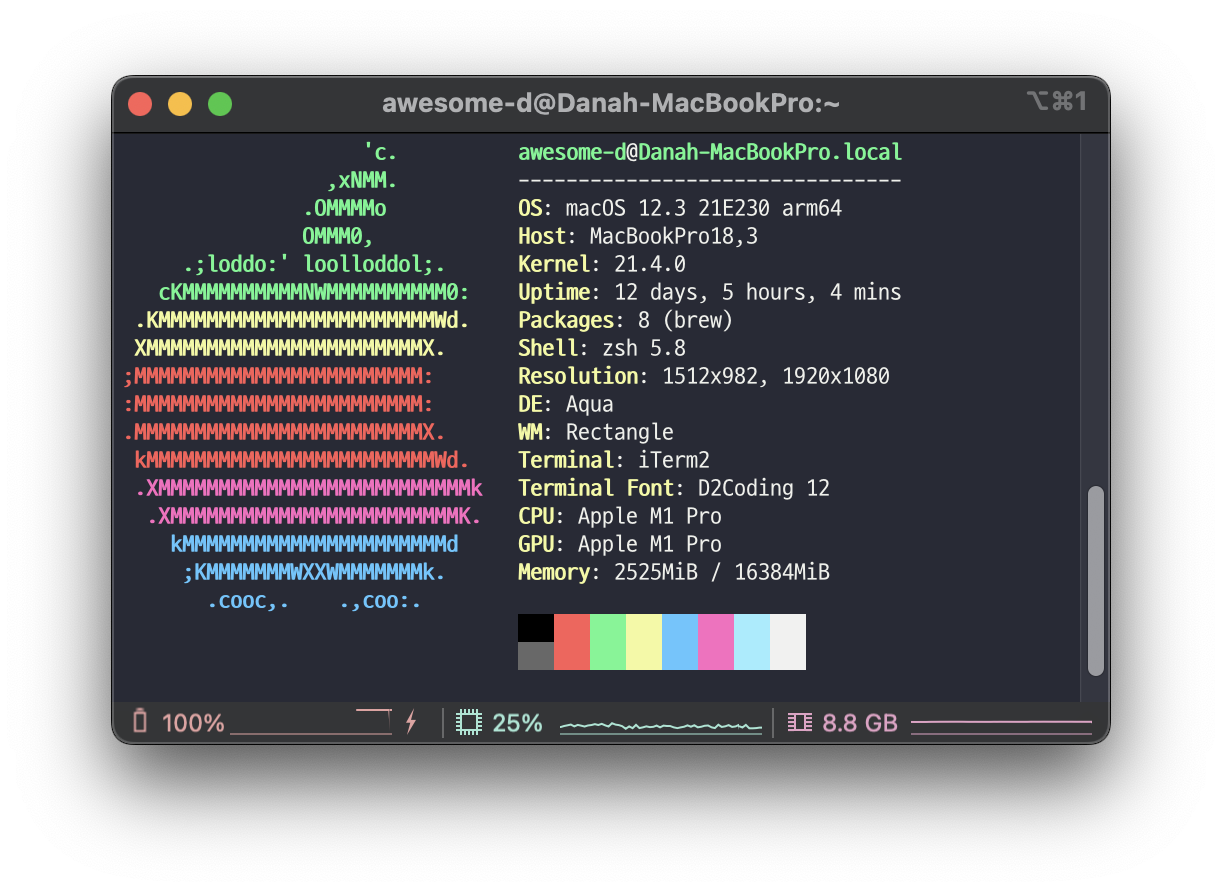 awesome-d@Danah-MacBookPro:~
⌥⌘1
'c.
,xNMM.
.OMMMMo
OMMM0,
.;loddo:' loolloddol;.
cKMMMMMMMMMMNWMMMMMMMMMM0:
.KMMMMMMMMMMMMMMMMMMMMMMMWd.
XMMMMMMMMMMMMMMMMMMMMMMMX.
;MMMMMMMMMMMMMMMMMMMMMMMM:
:MMMMMMMMMMMMMMMMMMMMMMMM:
.MMMMMMMMMMMMMMMMMMMMMMMMX.
kMMMMMMMMMMMMMMMMMMMMMMMMWd.
.XMMMMMMMMMMMMMMMMMMMMMMMMMMk
.XMMMMMMMMMMMMMMMMMMMMMMMMK.
kMMMMMMMMMMMMMMMMMMMMMMd
;KMMMMMMMWXXWMMMMMMMk.
.cooc,.    .,coo:.
awesome-d@Danah-MacBookPro.local
--------------------------------
OS: macOS 12.3 21E230 arm64
Host: MacBookPro18,3
Kernel: 21.4.0
Uptime: 12 days, 5 hours, 4 mins
Packages: 8 (brew)
Shell: zsh 5.8
Resolution: 1512x982, 1920x1080
DE: Aqua
WM: Rectangle
Terminal: iTerm2
Terminal Font: D2Coding 12
CPU: Apple M1 Pro
GPU: Apple M1 Pro
Memory: 2525MiB / 16384MiB
100%
25%
8.8 GB